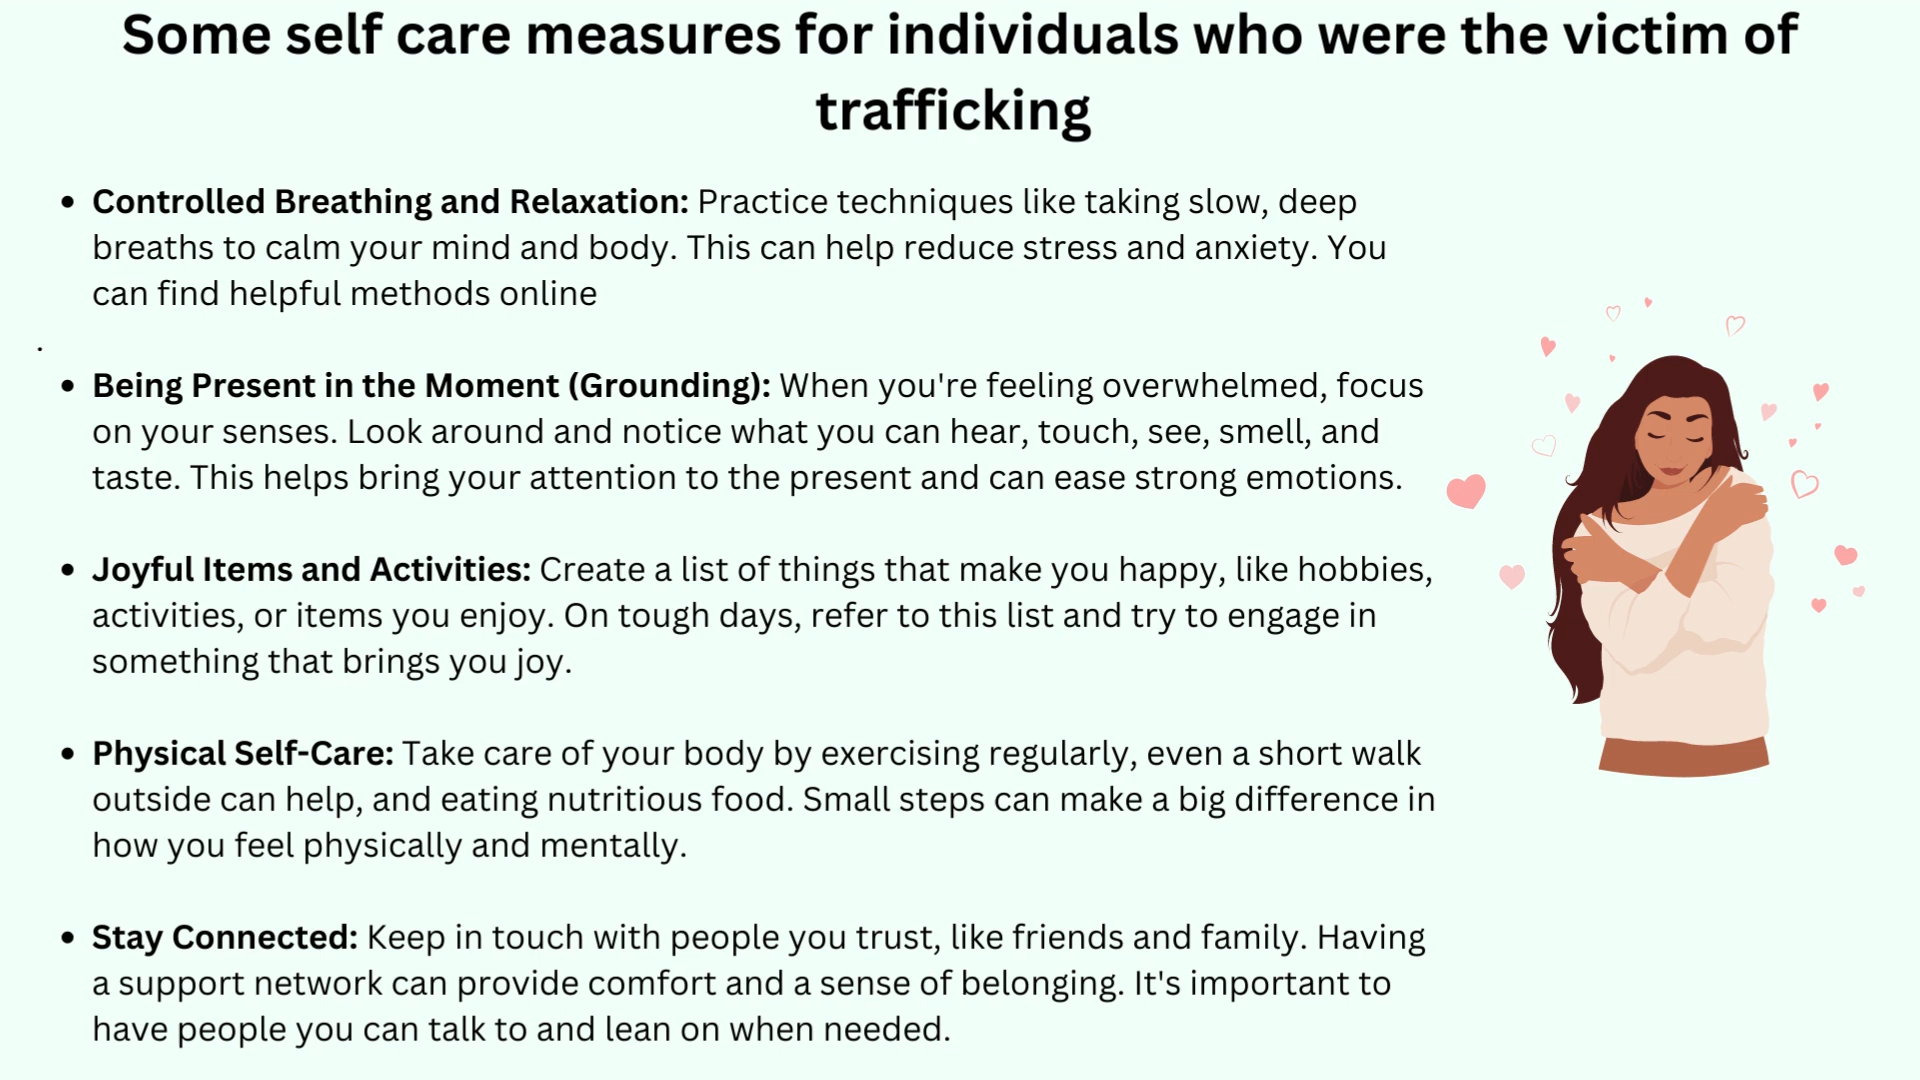 Some self care measures for individuals who were the victim of
trafficking
• Controlled Breathing and Relaxation: Practice techniques like taking slow, deep
breaths to calm your mind and body. This can help reduce stress and anxiety. You
can find helpful methods online
.
• Being Present in the Moment (Grounding): When you're feeling overwhelmed, focus
on your senses. Look around and notice what you can hear, touch, see, smell, and
taste. This helps bring your attention to the present and can ease strong emotions.
• Joyful Items and Activities: Create a list of things that make you happy, like hobbies,
activities, or items you enjoy. On tough days, refer to this list and try to engage in
something that brings you joy.
• Physical Self-Care: Take care of your body by exercising regularly, even a short walk
outside can help, and eating nutritious food. Small steps can make a big difference in
how you feel physically and mentally.
• Stay Connected: Keep in touch with people you trust, like friends and family. Having
a support network can provide comfort and a sense of belonging. It's important to
have people you can talk to and lean on when needed.